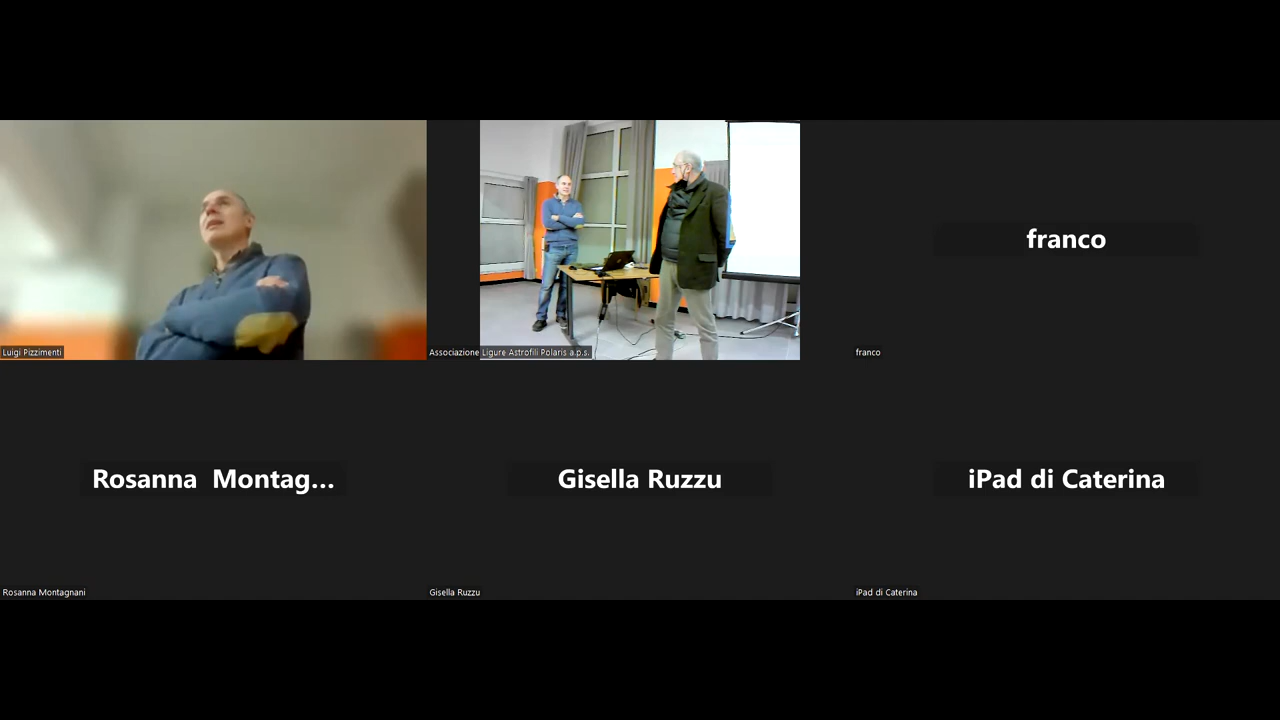 franco
Luigi Pizzimenti
Associazione Ligure Astrofili Polaris a.p.s.
franco
Rosanna Montag...
Gisella Ruzzu
iPad di Caterina
Rosanna Montagnani
Gisella Ruzzu
iPad di Caterina